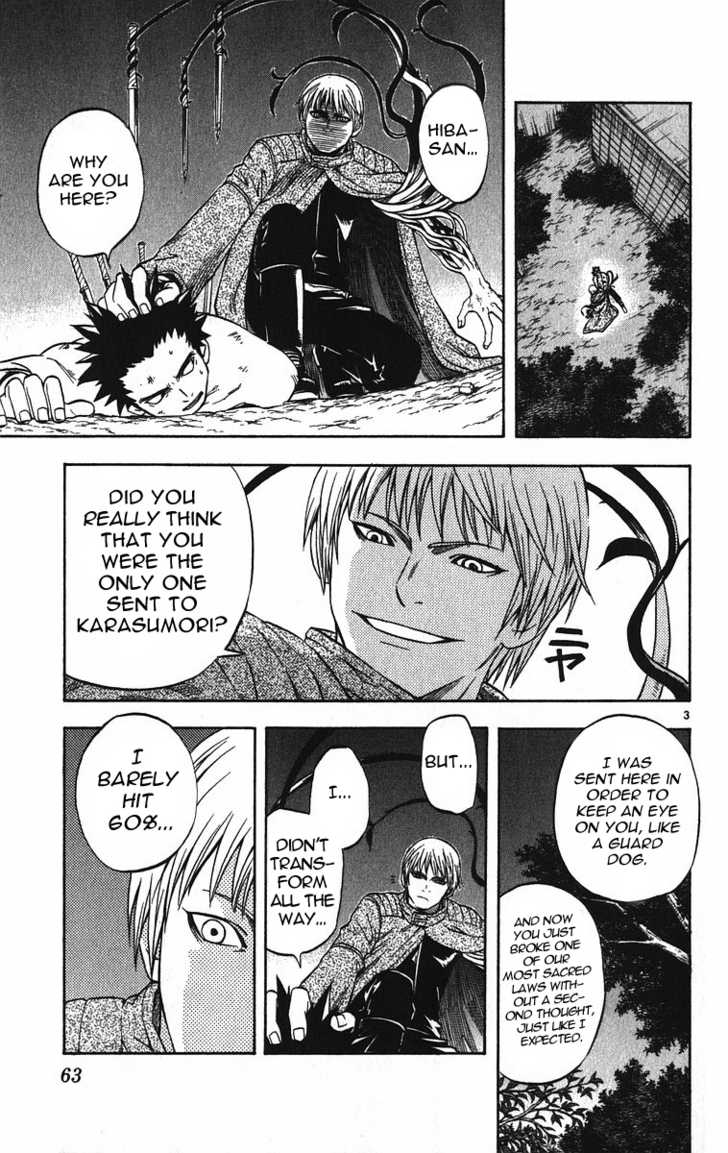 HIBA-
SAN...
WHY
ARE YOU
HERE?
DID YOU
REALLY THINK
THAT YOU
WERE THE
ONLY ONE
SENT TO
KARASUMORI?
ニヤ
3
I WAS
SENT HERE IN
ORDER TO
KEEP AN EYE
ON YOU, LIKE
A GUARD
DOG.
AND NOW
YOU JUST
BROKE ONE
OF OUR
MOST SACRED
LAWS WITH-
OUT A SEC-
OND THOUGHT,
JUST LIKE I
EXPECTED.
BUT...
I...
DIDN'T
TRANS-
FORM
ALL THE
WAY...
I
BARELY
HIT
60%...
63